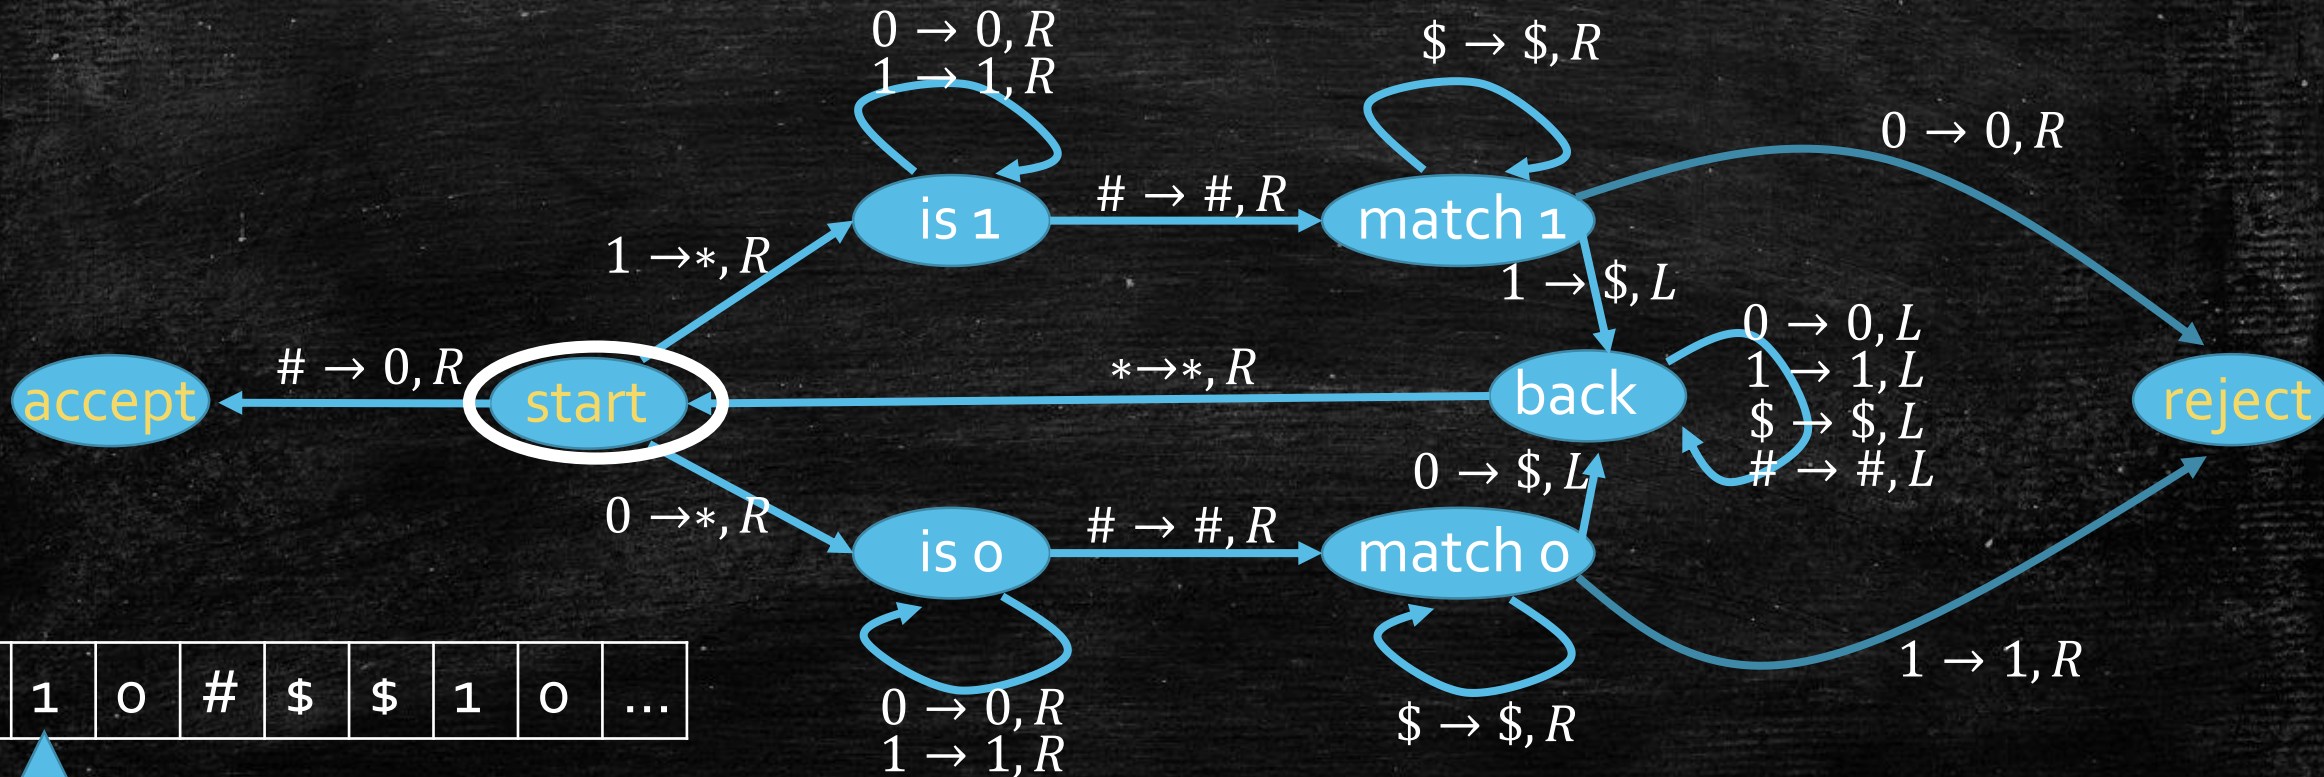 0 → 0, R
1 → 1, R
$ → $, R
0 → 0, R
is 1
# → #, R
match 1
1 →*, R
1 → $, L
accept
# → 0, R
start
*→*, R
back
0 → 0, L
1 → 1, L
$ → $, L
# → #, L
reject
0 →*, R
0 → $, L
is 0
# → #, R
match 0
1 → 1, R
0 → 0, R
1 → 1, R
$ → $, R
1 0 # $ $ 1 0 ...